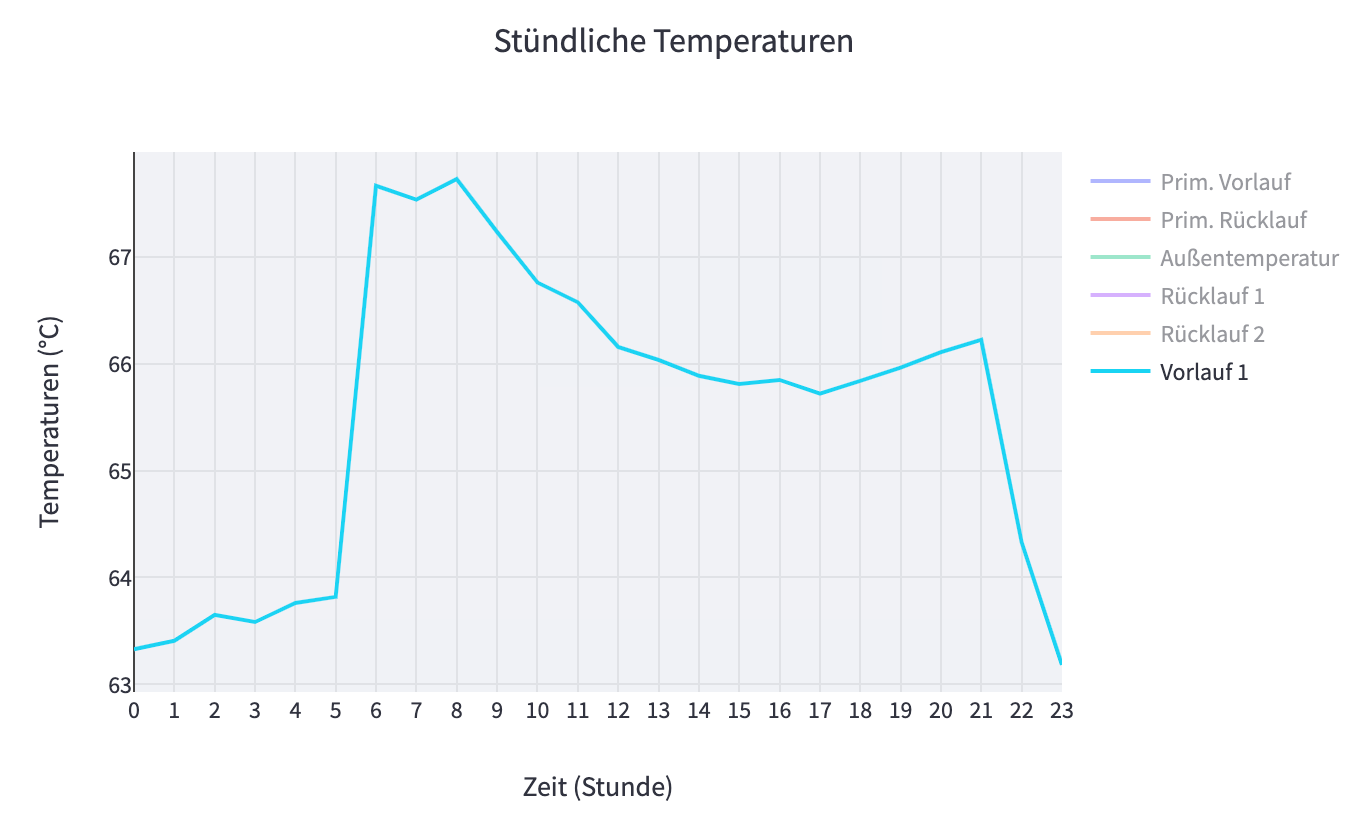 Stündliche Temperaturen
Temperaturen (°C)
67
66
65
64
63
0 1 2 3 4 5 6 7 8 9 10 11 12 13 14 15 16 17 18 19 20 21 22 23
Zeit (Stunde)
Prim. Vorlauf
Prim. Rücklauf
Außentemperatur
Rücklauf 1
Rücklauf 2
Vorlauf 1